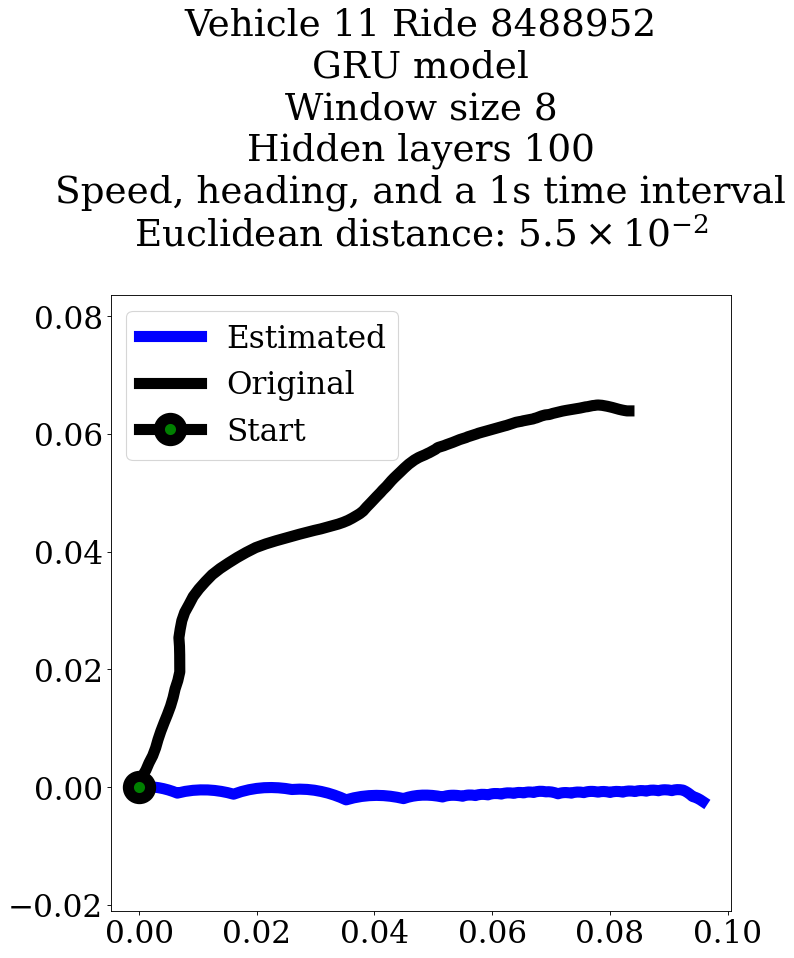 Vehicle 11 Ride 8488952
GRU model
Window size 8
Hidden layers 100
Speed, heading, and a 1s time interval
Euclidean distance: 5.5 × 10⁻²
Estimated
Original
Start
0.08
0.06
0.04
0.02
0.00
−0.02
0.00 0.02 0.04 0.06 0.08 0.10